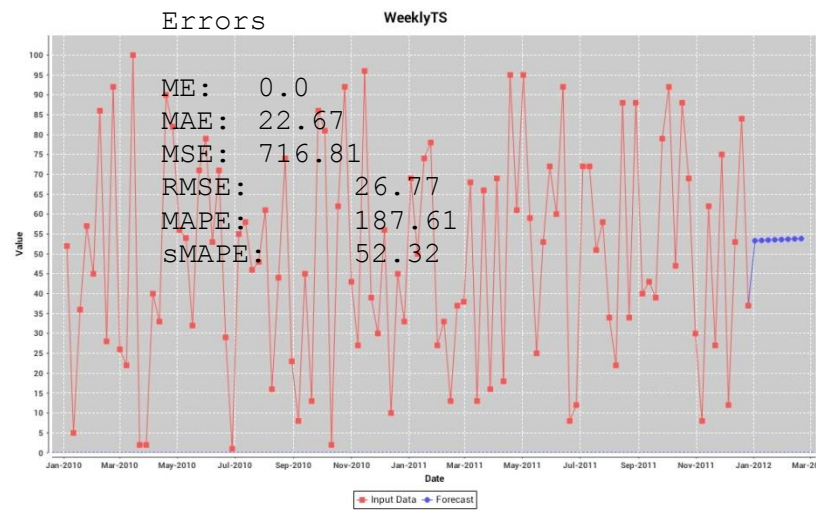 Errors
WeeklyTS
ME: 0.0
MAE: 22.67
MSE: 716.81
RMSE: 26.77
MAPE: 187.61
sMAPE: 52.32
100
95
90
85
80
75
70
65
60
55
50
45
40
35
30
25
20
15
10
5
0
Value
Jan-2010 Mar-2010 May-2010 Jul-2010 Sep-2010 Nov-2010 Jan-2011 Mar-2011 May-2011 Jul-2011 Sep-2011 Nov-2011 Jan-2012 Mar-20
Date
Input Data Forecast